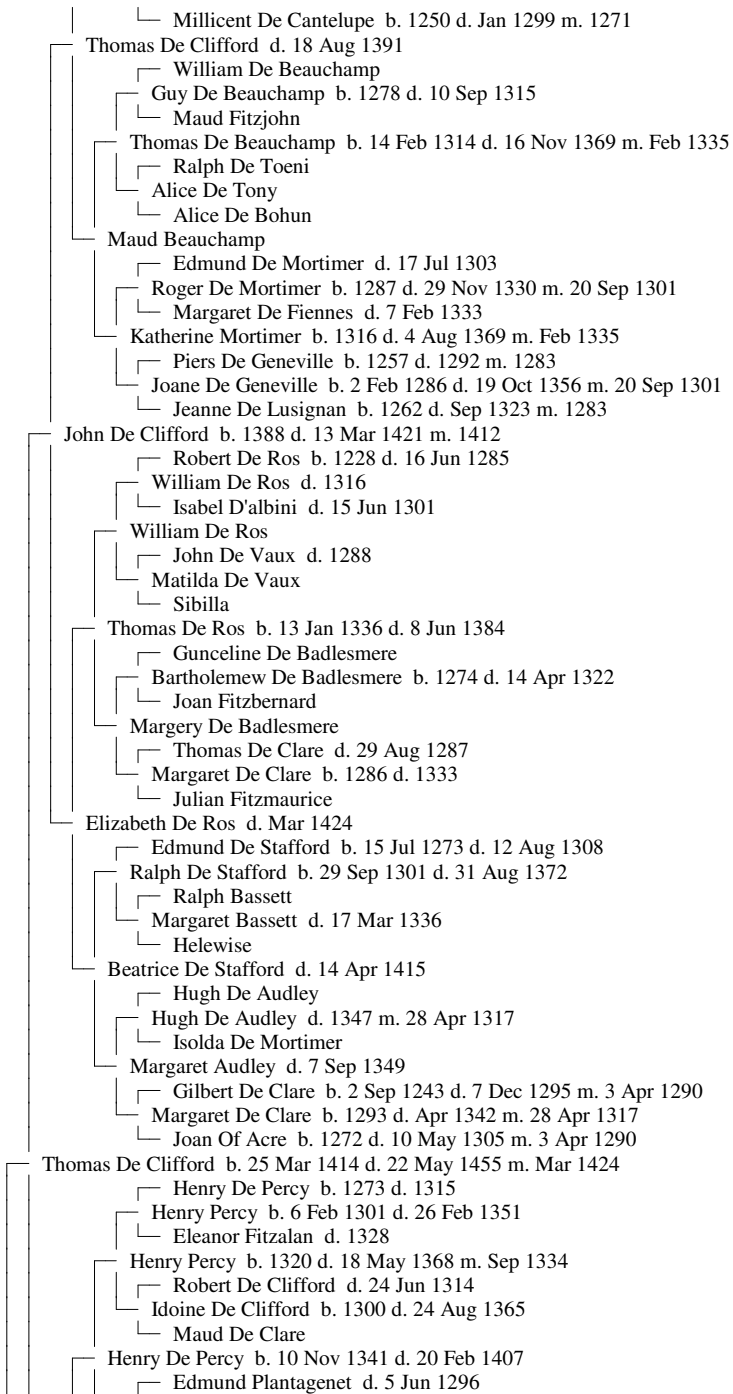 Millicent De Cantelupe b. 1250 d. Jan 1299 m. 1271
Thomas De Clifford d. 18 Aug 1391
William De Beauchamp
Guy De Beauchamp b. 1278 d. 10 Sep 1315
Maud Fitzjohn
Thomas De Beauchamp b. 14 Feb 1314 d. 16 Nov 1369 m. Feb 1335
Ralph De Toeni
Alice De Tony
Alice De Bohun
Maud Beauchamp
Edmund De Mortimer d. 17 Jul 1303
Roger De Mortimer b. 1287 d. 29 Nov 1330 m. 20 Sep 1301
Margaret De Fiennes d. 7 Feb 1333
Katherine Mortimer b. 1316 d. 4 Aug 1369 m. Feb 1335
Piers De Geneville b. 1257 d. 1292 m. 1283
Joane De Geneville b. 2 Feb 1286 d. 19 Oct 1356 m. 20 Sep 1301
Jeanne De Lusignan b. 1262 d. Sep 1323 m. 1283
John De Clifford b. 1388 d. 13 Mar 1421 m. 1412
Robert De Ros b. 1228 d. 16 Jun 1285
William De Ros d. 1316
Isabel D'albini d. 15 Jun 1301
William De Ros
John De Vaux d. 1288
Matilda De Vaux
Sibilla
Thomas De Ros b. 13 Jan 1336 d. 8 Jun 1384
Gunceline De Badlesmere
Bartholemew De Badlesmere b. 1274 d. 14 Apr 1322
Joan Fitzbernard
Margery De Badlesmere
Thomas De Clare d. 29 Aug 1287
Margaret De Clare b. 1286 d. 1333
Julian Fitzmaurice
Elizabeth De Ros d. Mar 1424
Edmund De Stafford b. 15 Jul 1273 d. 12 Aug 1308
Ralph De Stafford b. 29 Sep 1301 d. 31 Aug 1372
Ralph Bassett
Margaret Bassett d. 17 Mar 1336
Helewise
Beatrice De Stafford d. 14 Apr 1415
Hugh De Audley
Hugh De Audley d. 1347 m. 28 Apr 1317
Isolda De Mortimer
Margaret Audley d. 7 Sep 1349
Gilbert De Clare b. 2 Sep 1243 d. 7 Dec 1295 m. 3 Apr 1290
Margaret De Clare b. 1293 d. Apr 1342 m. 28 Apr 1317
Joan Of Acre b. 1272 d. 10 May 1305 m. 3 Apr 1290
Thomas De Clifford b. 25 Mar 1414 d. 22 May 1455 m. Mar 1424
Henry De Percy b. 1273 d. 1315
Henry Percy b. 6 Feb 1301 d. 26 Feb 1351
Eleanor Fitzalan d. 1328
Henry Percy b. 1320 d. 18 May 1368 m. Sep 1334
Robert De Clifford d. 24 Jun 1314
Idoine De Clifford b. 1300 d. 24 Aug 1365
Maud De Clare
Henry De Percy b. 10 Nov 1341 d. 20 Feb 1407
Edmund Plantagenet d. 5 Jun 1296